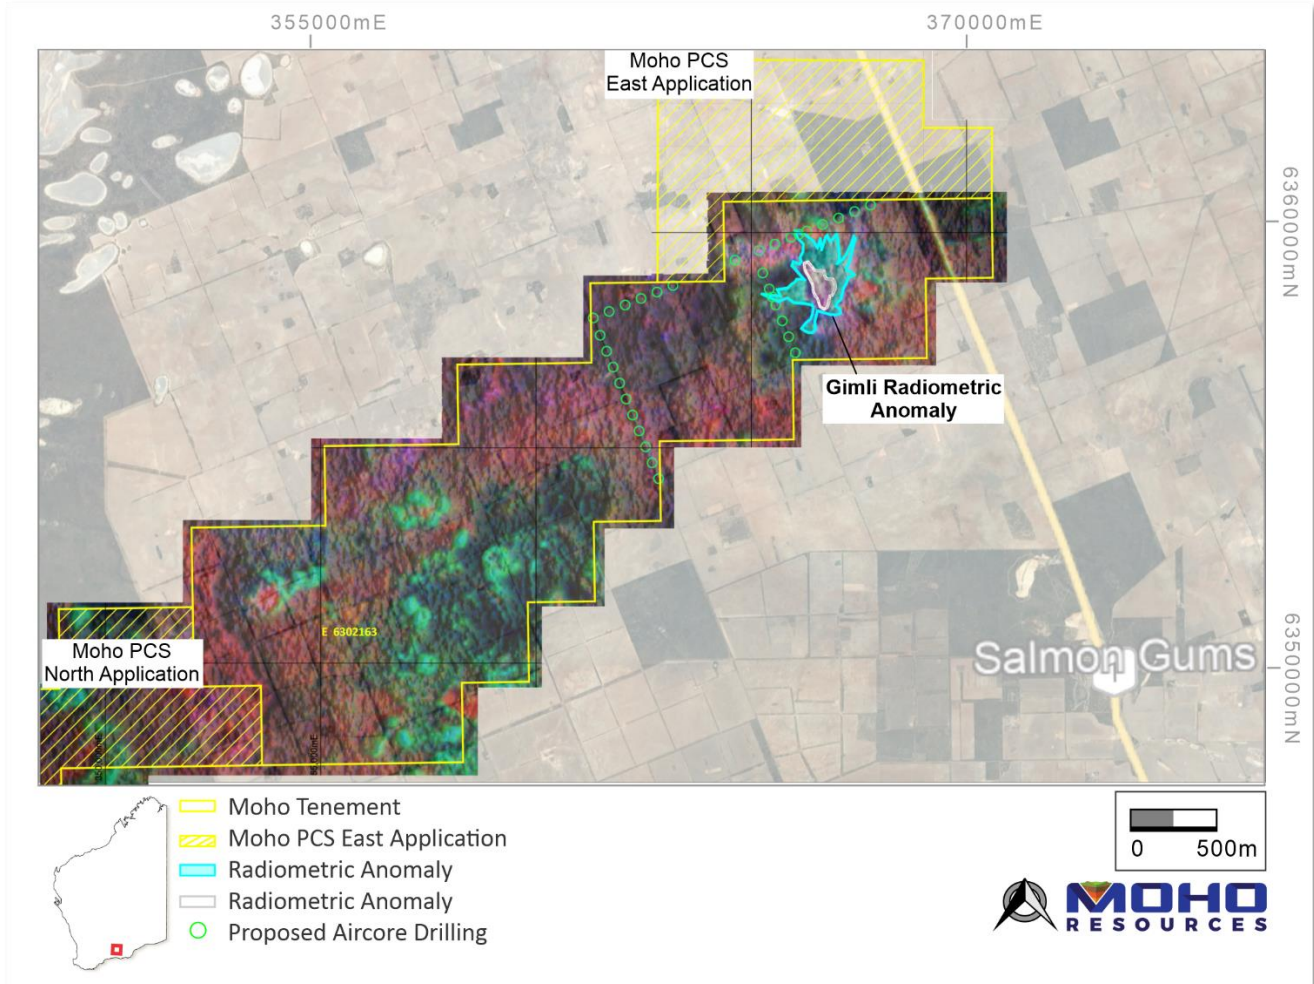 355000mE
370000mE
Moho PCS
East Application
6360000mN
Gimli Radiometric
Anomaly
E 6302163
Moho PCS
North Application
6350000mN
Salmon Gums
Moho Tenement
Moho PCS East Application
Radiometric Anomaly
Radiometric Anomaly
Proposed Aircore Drilling
0 500m
MOHO
RESOURCES